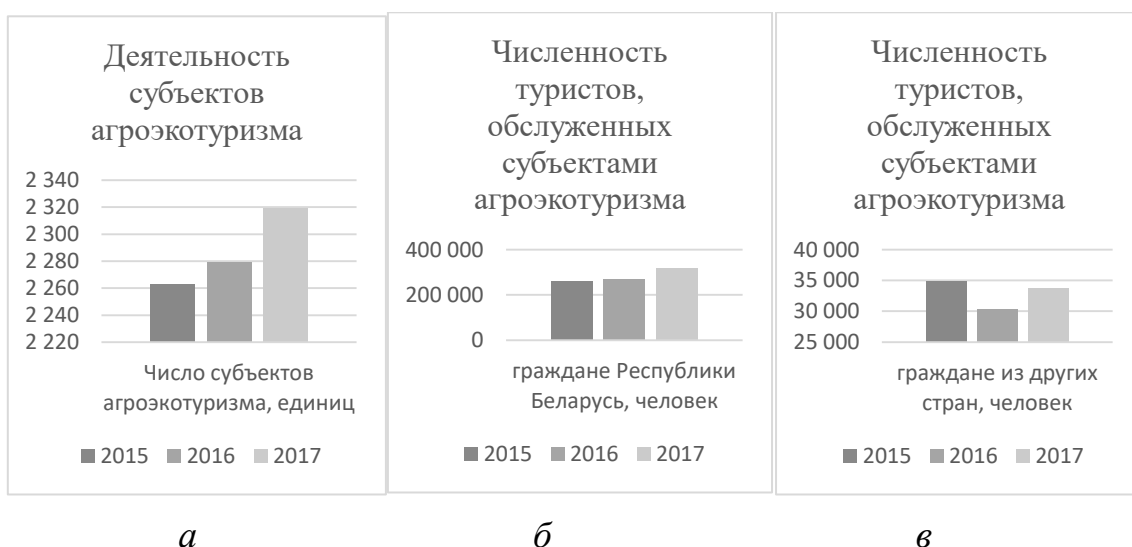 Деятельность
субъектов
агроэкотуризма
2 340
2 320
2 300
2 280
2 260
2 240
2 220
Число субъектов
агроэкотуризма, единиц
2015 2016 2017
Численность
туристов,
обслуженных
субъектами
агроэкотуризма
400 000
200 000
0
граждане Республики
Беларусь, человек
2015 2016 2017
Численность
туристов,
обслуженных
субъектами
агроэкотуризма
40 000
35 000
30 000
25 000
граждане из других
стран, человек
2015 2016 2017
а б в